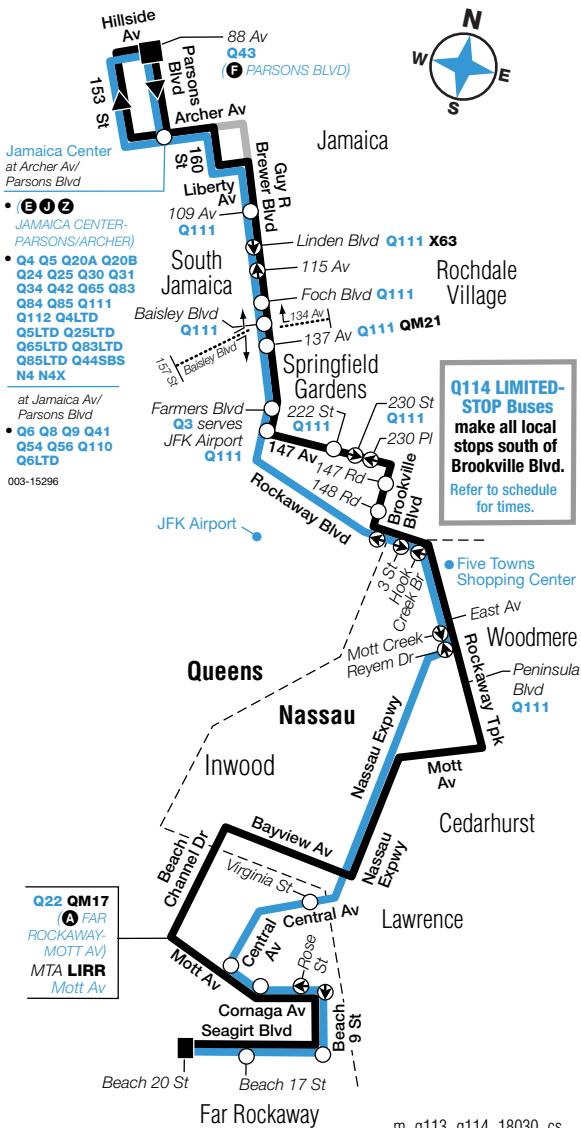 Hillside
Av
88 Av
Q43
(F PARSONS BLVD)
N
W
E
S
153 St
Parsons
Blvd
Archer Av
Jamaica
Jamaica Center
at Archer Av/
Parsons Blvd
• (E J Z
JAMAICA CENTER-
PARSONS/ARCHER)
• Q4 Q5 Q20A Q20B
Q24 Q25 Q30 Q31
Q34 Q42 Q65 Q83
Q84 Q85 Q111
Q112 Q4LTD
Q5LTD Q25LTD
Q65LTD Q83LTD
Q85LTD Q44SBS
N4 N4X
at Jamaica Av/
Parsons Blvd
• Q6 Q8 Q9 Q41
Q54 Q56 Q110
Q6LTD
003-15296
160
St
Liberty
Av
Guy R
Brewer Blvd
109 Av
Q111
Linden Blvd Q111 X63
115 Av
South
Jamaica
Rochdale
Village
Foch Blvd Q111
Baisley Blvd
Q111
134 Av
137 Av Q111 QM21
157 St
Baisley Blvd
Springfield
Gardens
Farmers Blvd
Q3 serves
JFK Airport
Q111
222 St
Q111
230 St
Q111
230 Pl
147 Av
147 Rd
148 Rd
Brookville
Blvd
Rockaway Blvd
Q114 LIMITED-
STOP Buses
make all local
stops south of
Brookville Blvd.
Refer to schedule
for times.
JFK Airport
3 St
Hook
Creek Br
Five Towns
Shopping Center
East Av
Mott Creek
Reyem Dr
Woodmere
Rockaway Tpk
Peninsula
Blvd
Q111
Queens
Nassau
Nassau Expwy
Mott
Av
Inwood
Cedarhurst
Bayview Av
Beach
Channel Dr
Nassau
Expwy
Virginia St
Central Av
Lawrence
Q22 QM17
(A FAR
ROCKAWAY-
MOTT AV)
MTA LIRR
Mott Av
Mott Av
Central
Av
Rose
St
Cornaga Av
Seagirt Blvd
Beach
9 St
Beach 20 St
Beach 17 St
Far Rockaway
m_q113_q114_18030_cs